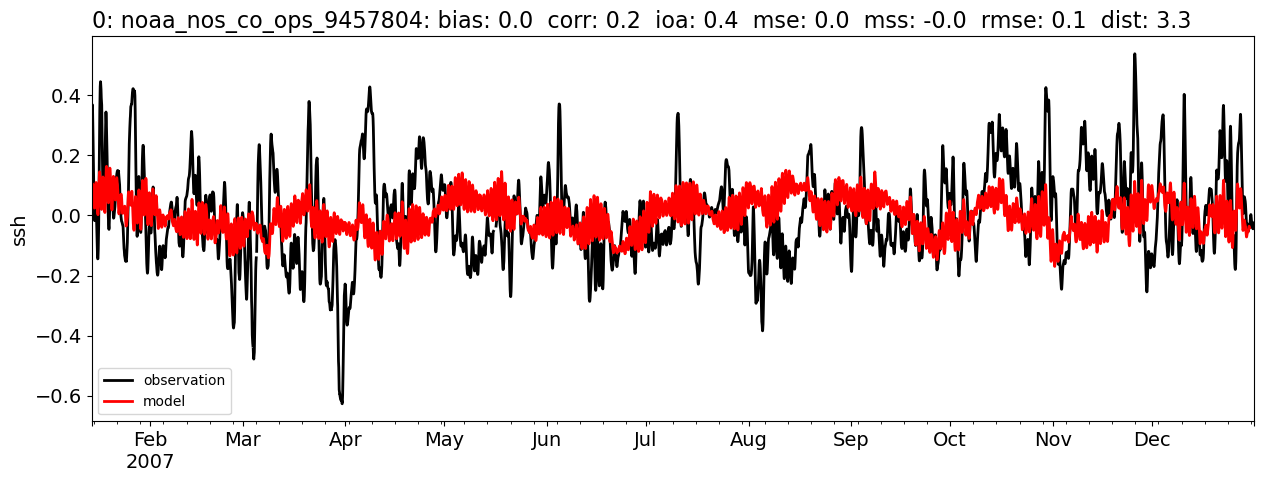 0: noaa_nos_co_ops_9457804: bias: 0.0  corr: 0.2  ioa: 0.4  mse: 0.0  mss: -0.0  rmse: 0.1  dist: 3.3
0.4
0.2
0.0
−0.2
−0.4
−0.6
ssh
observation
model
Feb Mar Apr May Jun Jul Aug Sep Oct Nov Dec
2007